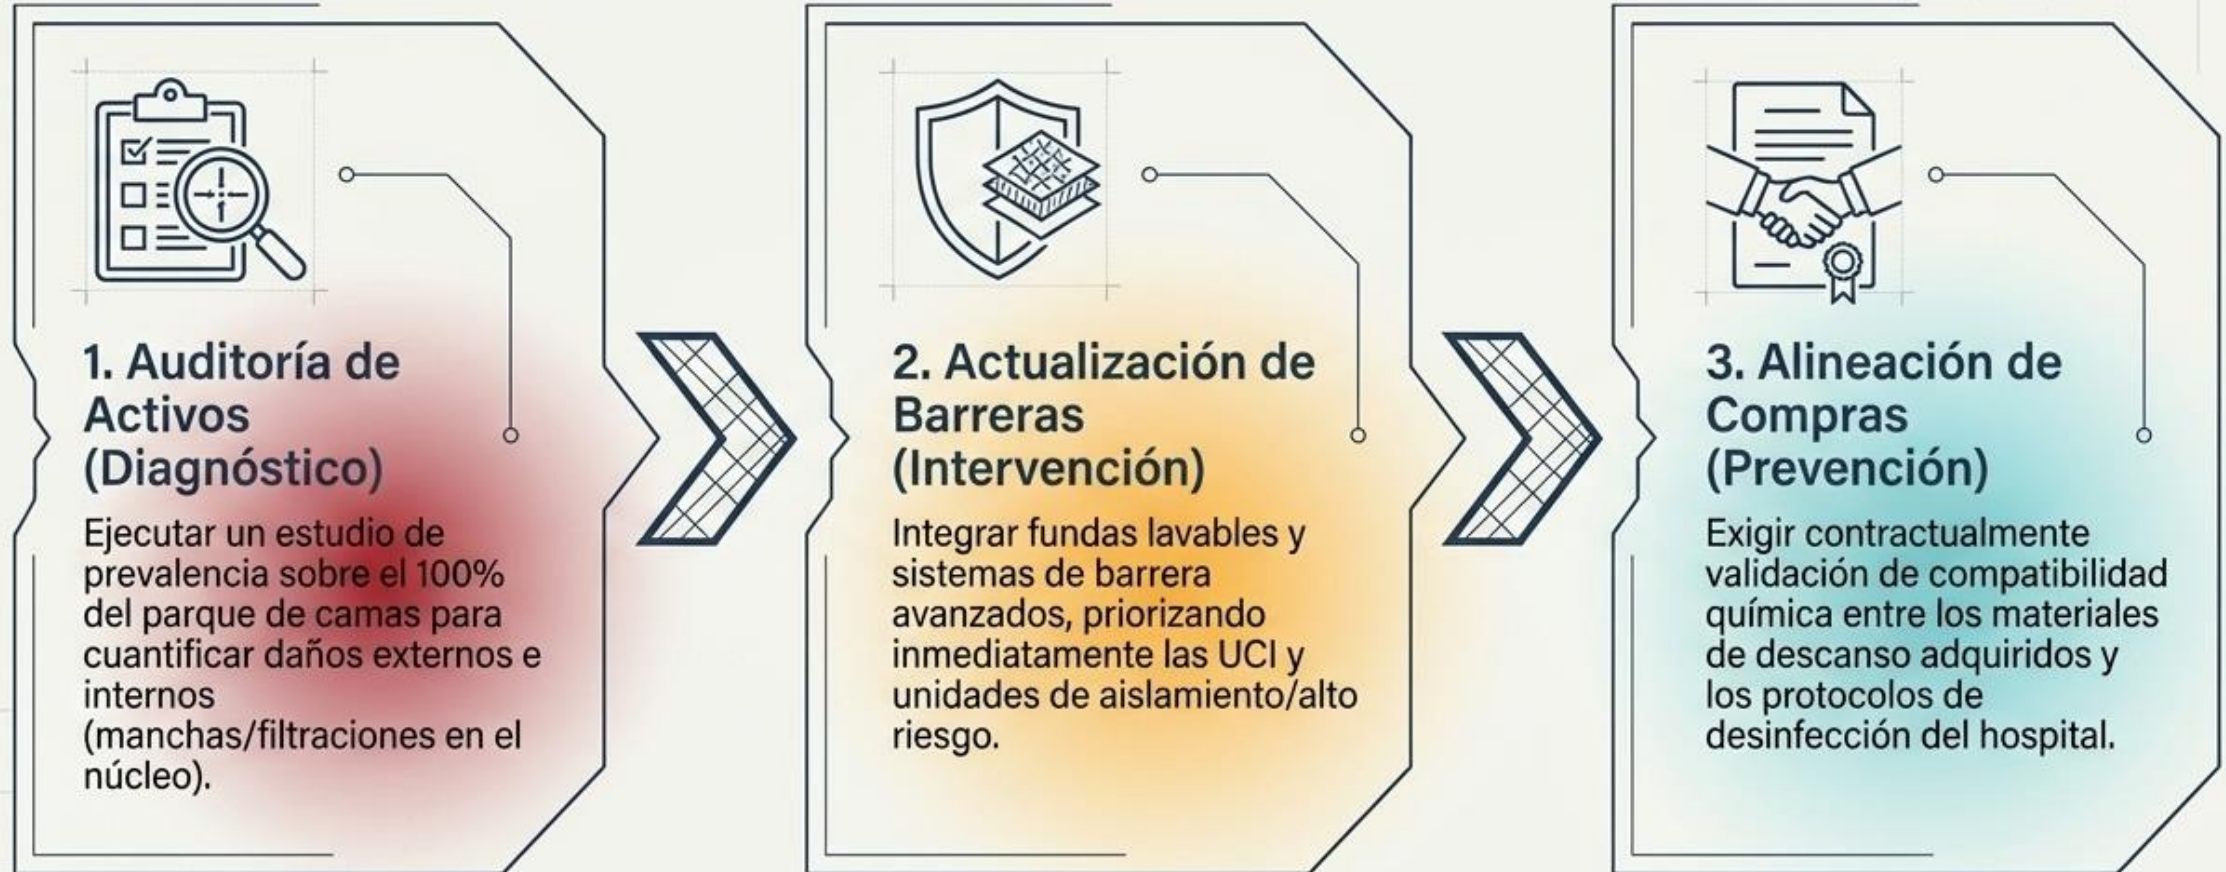 1. Auditoría de
Activos
(Diagnóstico)
Ejecutar un estudio de
prevalencia sobre el 100%
del parque de camas para
cuantificar daños externos e
internos
(manchas/filtraciones en el
núcleo).
2. Actualización de
Barreras
(Intervención)
Integrar fundas lavables y
sistemas de barrera
avanzados, priorizando
inmediatamente las UCI y
unidades de aislamiento/alto
riesgo.
3. Alineación de
Compras
(Prevención)
Exigir contractualmente
validación de compatibilidad
química entre los materiales
de descanso adquiridos y
los protocolos de
desinfección del hospital.